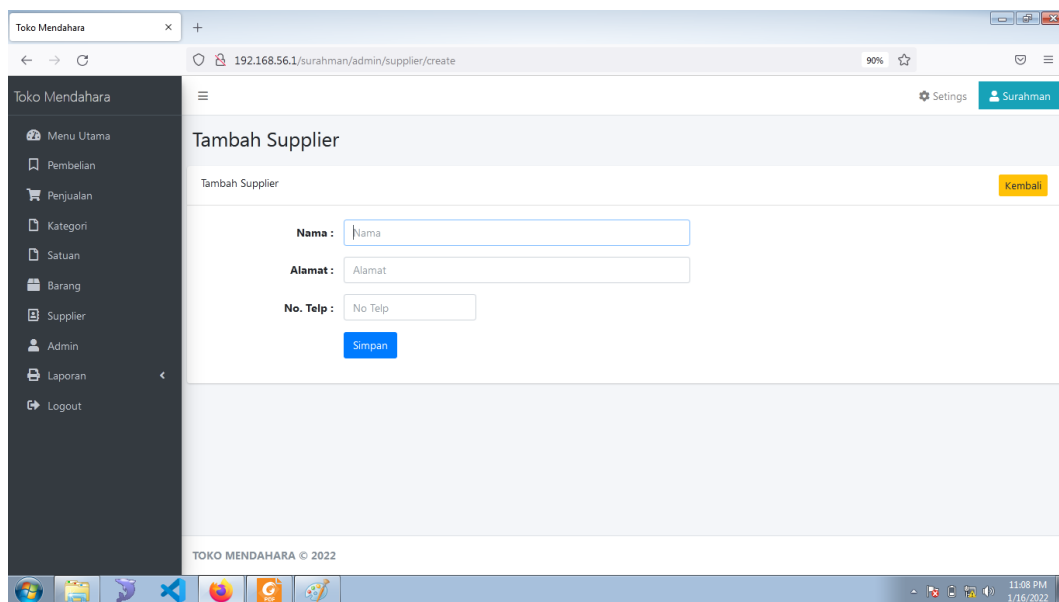 Toko Mendahara
192.168.56.1/surahman/admin/supplier/create
90%
Toko Mendahara
Setings
Surahman
Menu Utama
Pembelian
Penjualan
Kategori
Satuan
Barang
Supplier
Admin
Laporan
Logout
Tambah Supplier
Tambah Supplier
Kembali
Nama :
Nama
Alamat :
Alamat
No. Telp :
No Telp
Simpan
TOKO MENDAHARA © 2022
PDF
11:08 PM
1/16/2022